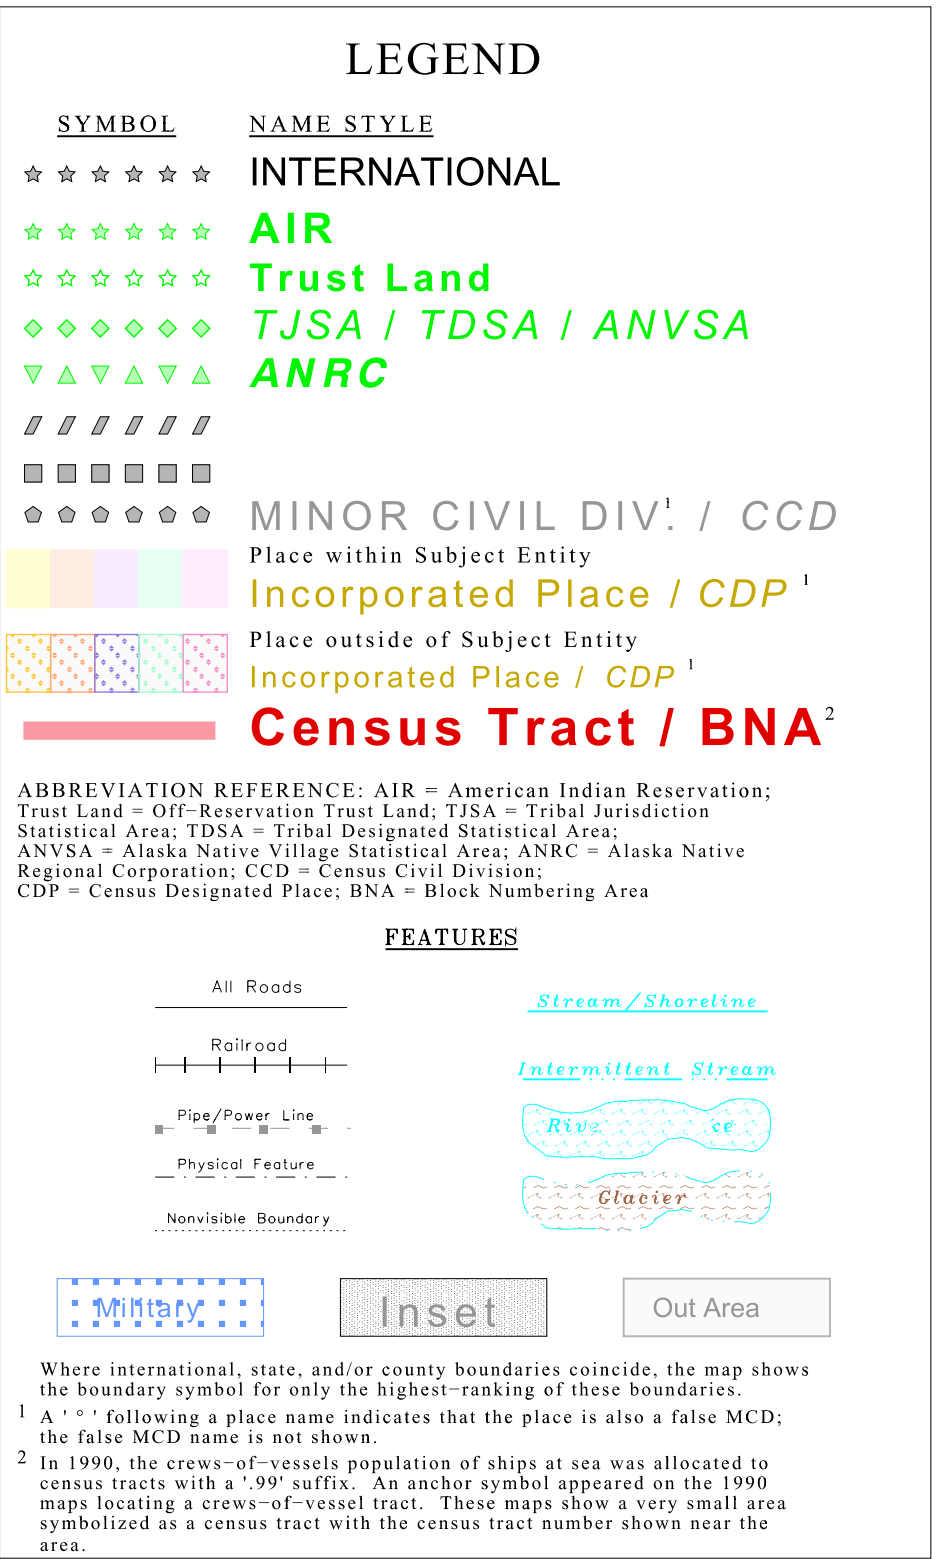 LEGEND
SYMBOL NAME STYLE
INTERNATIONAL
AIR
Trust Land
TJSA / TDSA / ANVSA
ANRC
MINOR CIVIL DIV.¹ / CCD
Place within Subject Entity
Incorporated Place / CDP ¹
Place outside of Subject Entity
Incorporated Place / CDP ¹
Census Tract / BNA²
ABBREVIATION REFERENCE: AIR = American Indian Reservation;
Trust Land = Off−Reservation Trust Land; TJSA = Tribal Jurisdiction
Statistical Area; TDSA = Tribal Designated Statistical Area;
ANVSA = Alaska Native Village Statistical Area; ANRC = Alaska Native
Regional Corporation; CCD = Census Civil Division;
CDP = Census Designated Place; BNA = Block Numbering Area
FEATURES
All Roads
Railroad
Pipe/Power Line
Physical Feature
Nonvisible Boundary
Stream/Shoreline
Intermittent Stream
Glacier
Military
Inset
Out Area
Where international, state, and/or county boundaries coincide, the map shows
the boundary symbol for only the highest−ranking of these boundaries.
1 A ' ° ' following a place name indicates that the place is also a false MCD;
the false MCD name is not shown.
2 In 1990, the crews−of−vessels population of ships at sea was allocated to
census tracts with a '.99' suffix. An anchor symbol appeared on the 1990
maps locating a crews−of−vessel tract. These maps show a very small area
symbolized as a census tract with the census tract number shown near the
area.